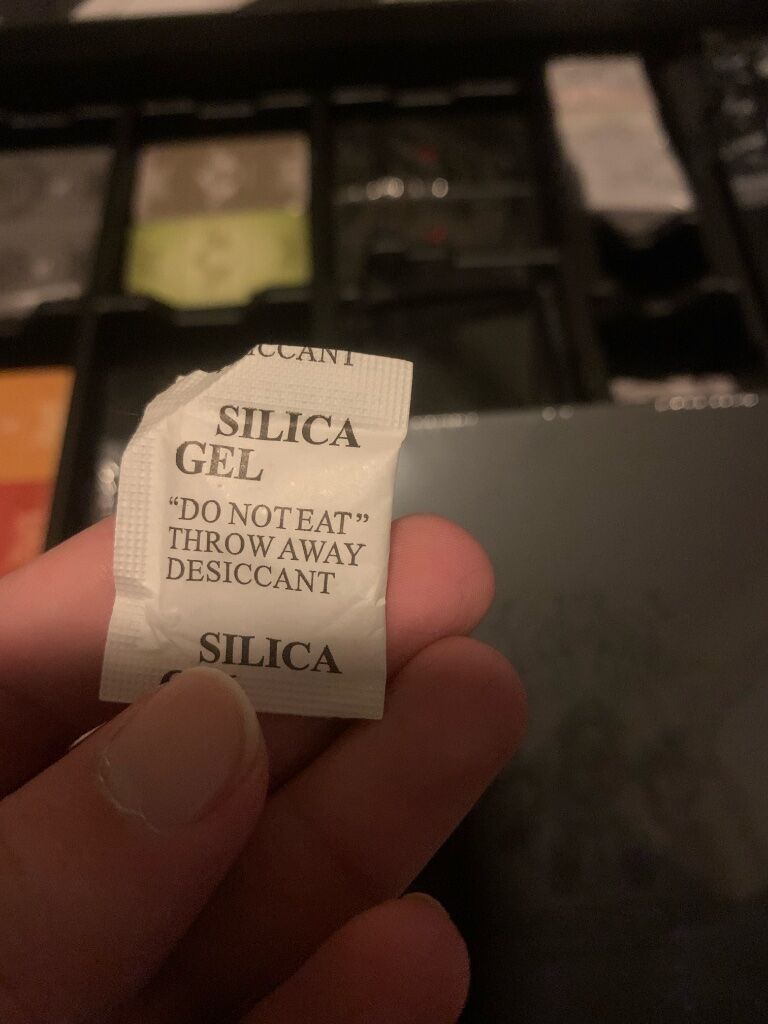 SILICA
GEL
“DO NOT EAT”
THROW AWAY
DESICCANT
SILICA